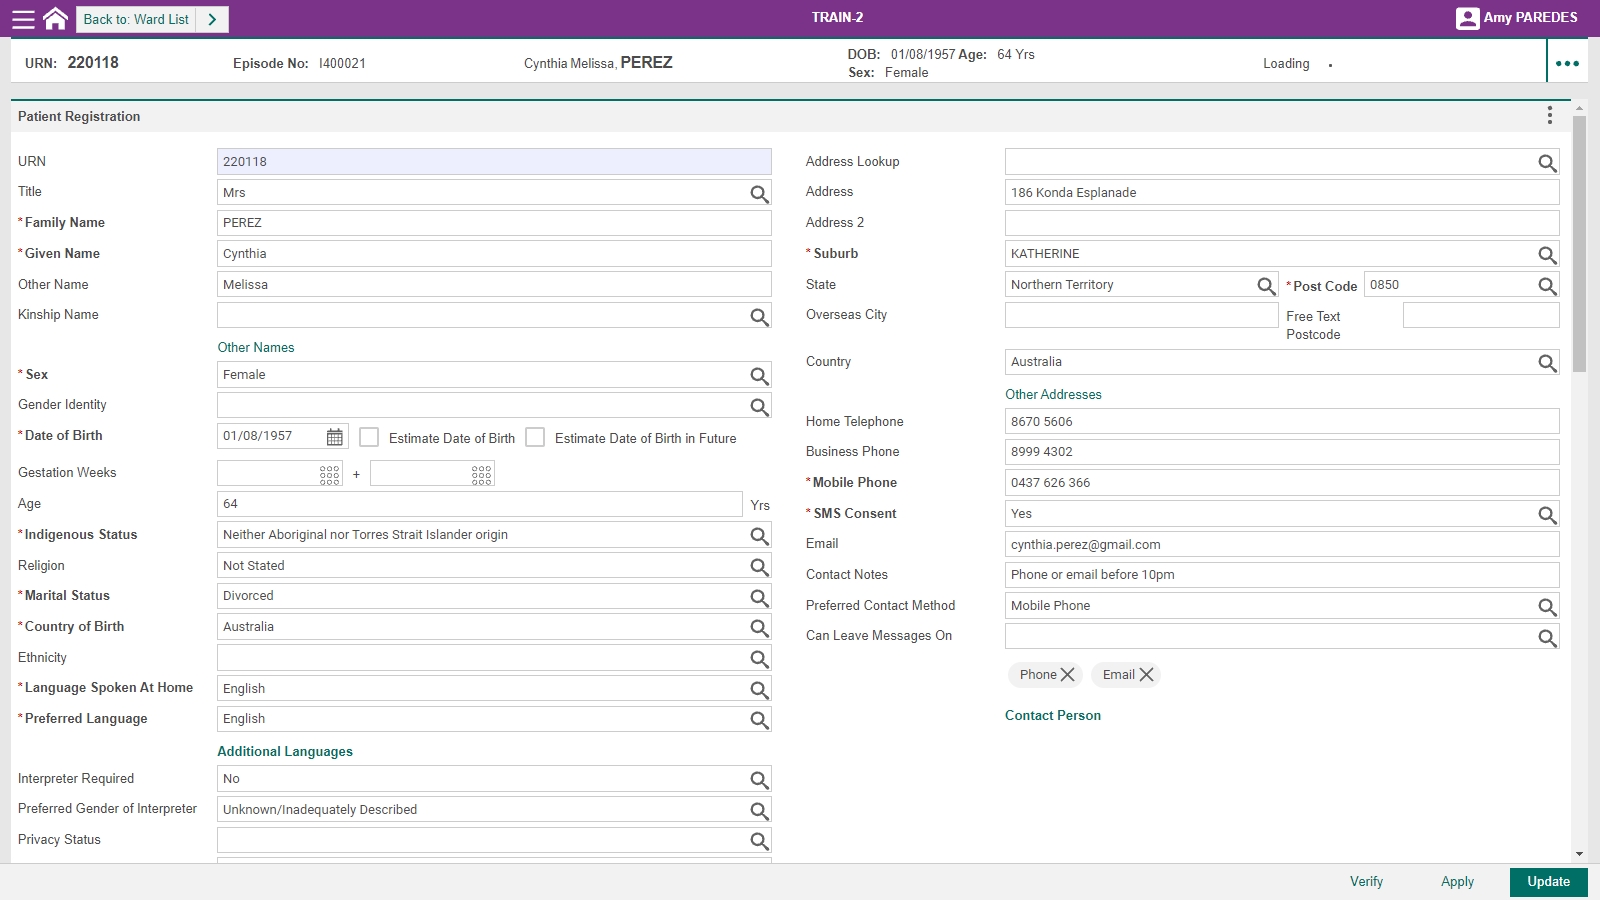 Back to: Ward List
TRAIN-2
Amy PAREDES
URN: 220118
Episode No: I400021
Cynthia Melissa, PEREZ
DOB: 01/08/1957 Age: 64 Yrs
Sex: Female
Loading .
Patient Registration
URN 220118
Title Mrs
*Family Name PEREZ
*Given Name Cynthia
Other Name Melissa
Kinship Name
Other Names
*Sex Female
Gender Identity
*Date of Birth 01/08/1957 Estimate Date of Birth Estimate Date of Birth in Future
Gestation Weeks +
Age 64 Yrs
*Indigenous Status Neither Aboriginal nor Torres Strait Islander origin
Religion Not Stated
*Marital Status Divorced
*Country of Birth Australia
Ethnicity
*Language Spoken At Home English
*Preferred Language English
Additional Languages
Interpreter Required No
Preferred Gender of Interpreter Unknown/Inadequately Described
Privacy Status
Address Lookup
Address 186 Konda Esplanade
Address 2
*Suburb KATHERINE
State Northern Territory *Post Code 0850
Overseas City Free Text
Postcode
Country Australia
Other Addresses
Home Telephone 8670 5606
Business Phone 8999 4302
*Mobile Phone 0437 626 366
*SMS Consent Yes
Email cynthia.perez@gmail.com
Contact Notes Phone or email before 10pm
Preferred Contact Method Mobile Phone
Can Leave Messages On
Phone Email
Contact Person
Verify Apply Update